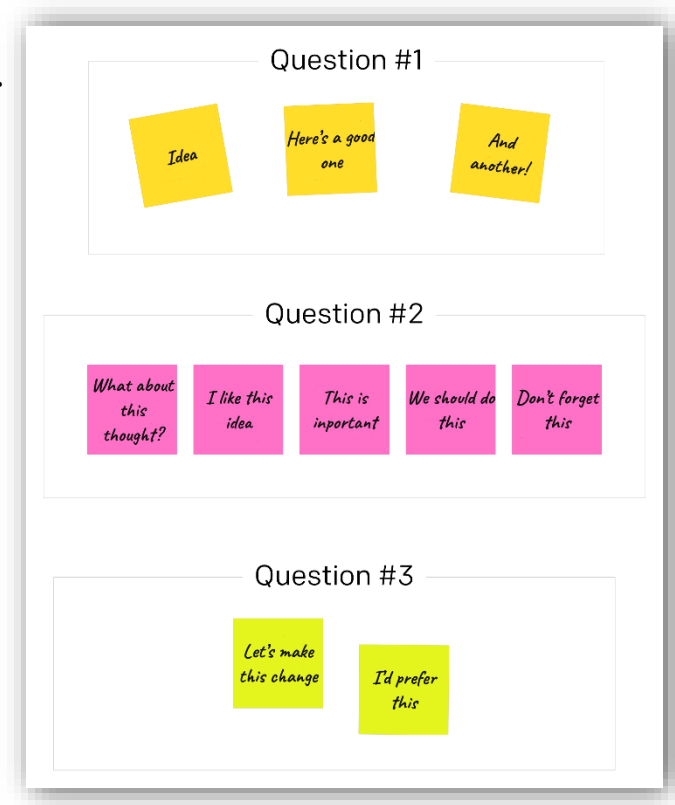 Question #1
Idea
Here's a good
one
And
another!
Question #2
What about
this
thought?
I like this
idea
This is
inportant
We should do
this
Don't forget
this
Question #3
Let's make
this change
I'd prefer
this